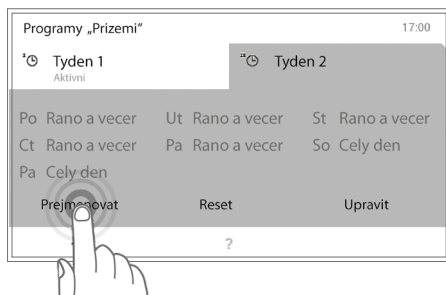 Programy „Prizemi“ 17:00
Tyden 1 Tyden 2
Aktivni
Po Rano a vecer Ut Rano a vecer St Rano a vecer
Ct Rano a vecer Pa Rano a vecer So Cely den
Pa Cely den
Prejmenovat Reset Upravit
?